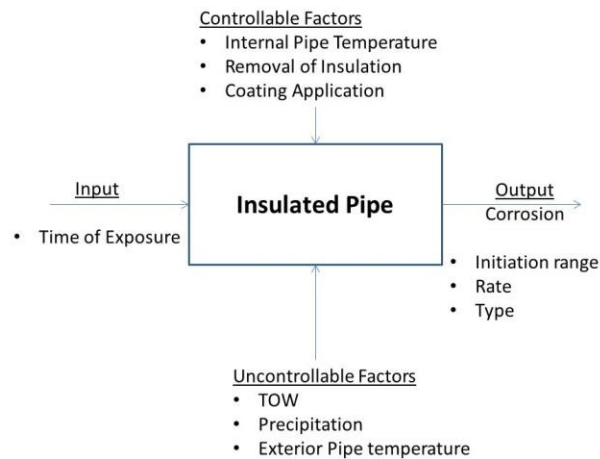 Controllable Factors
• Internal Pipe Temperature
• Removal of Insulation
• Coating Application
Input
• Time of Exposure
Insulated Pipe
Output
Corrosion
• Initiation range
• Rate
• Type
Uncontrollable Factors
• TOW
• Precipitation
• Exterior Pipe temperature